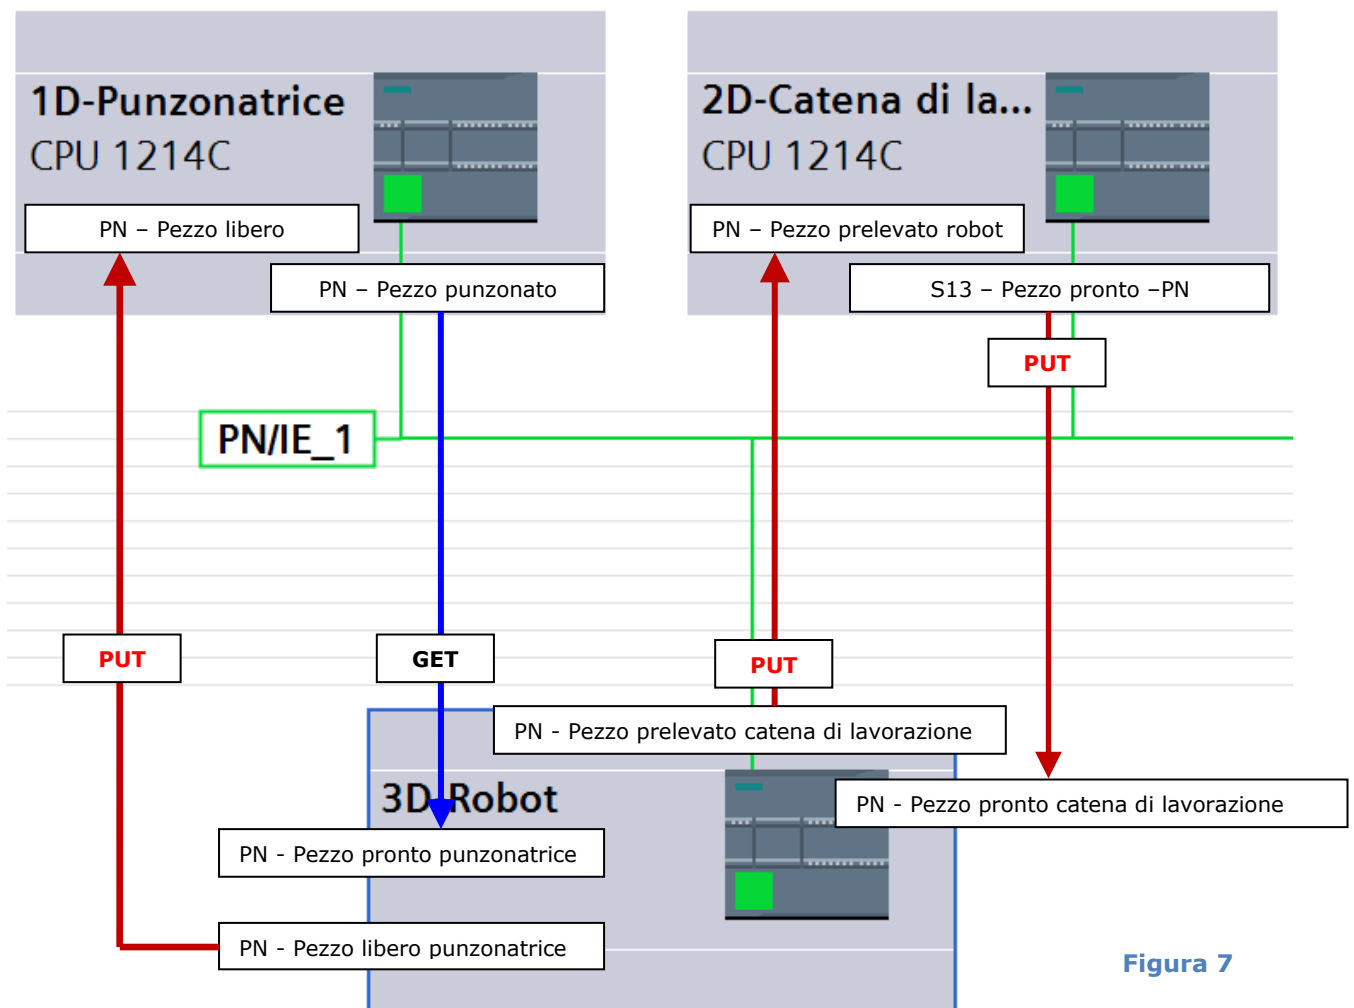 1D-Punzonatrice
CPU 1214C
PN – Pezzo libero
PN – Pezzo punzonato
2D-Catena di la...
CPU 1214C
PN – Pezzo prelevato robot
S13 – Pezzo pronto –PN
PUT
PN/IE_1
PUT
GET
PUT
PN - Pezzo prelevato catena di lavorazione
3D-Robot
PN - Pezzo pronto catena di lavorazione
PN - Pezzo pronto punzonatrice
PN - Pezzo libero punzonatrice
Figura 7